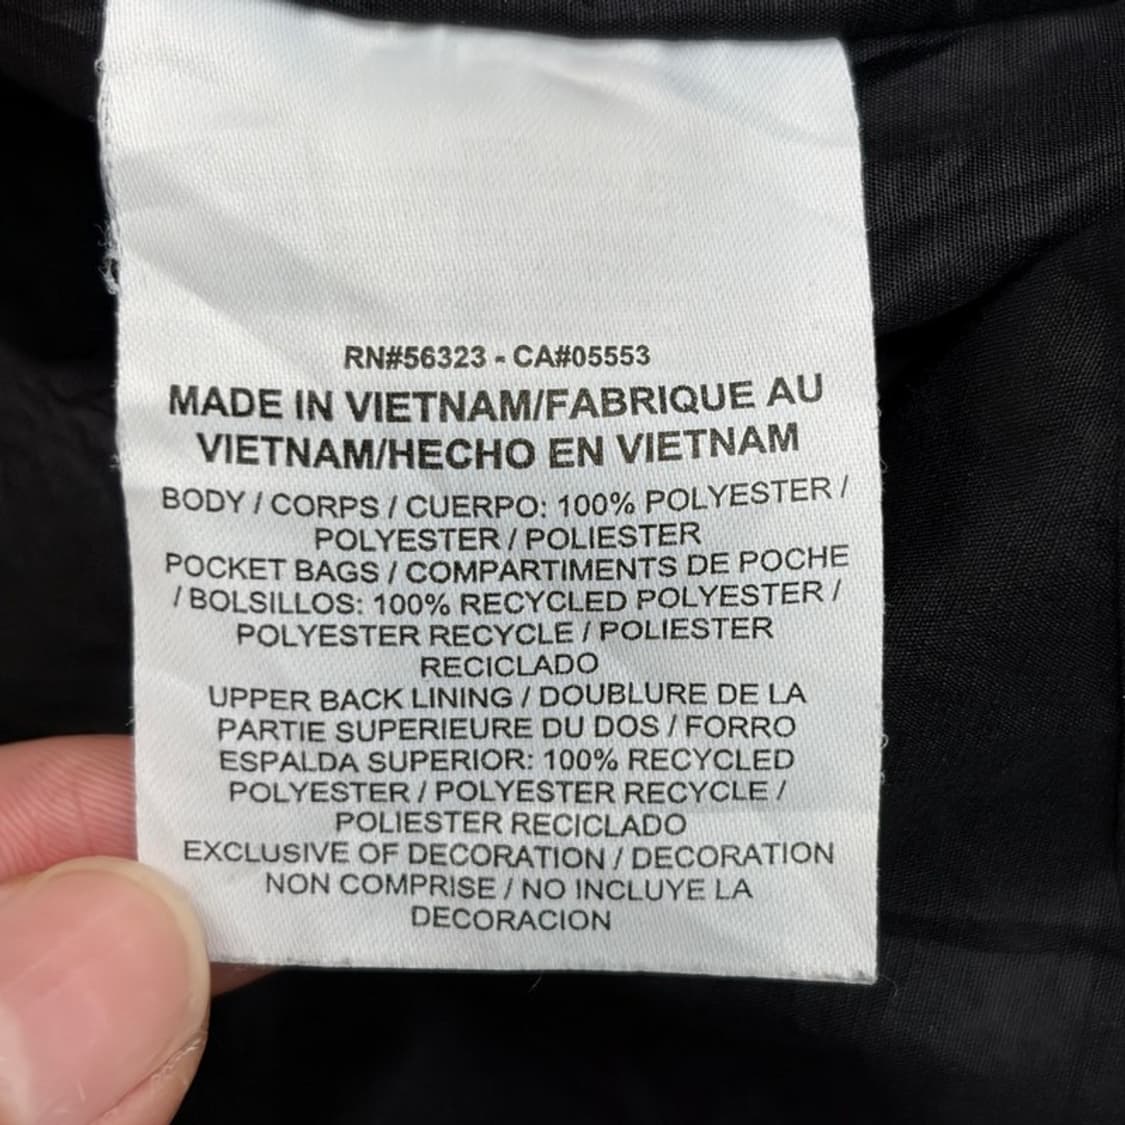 RN#56323 - CA#05553
MADE IN VIETNAM/FABRIQUE AU
VIETNAM/HECHO EN VIETNAM
BODY / CORPS / CUERPO: 100% POLYESTER /
POLYESTER / POLIESTER
POCKET BAGS / COMPARTIMENTS DE POCHE
/ BOLSILLOS: 100% RECYCLED POLYESTER /
POLYESTER RECYCLE / POLIESTER
RECICLADO
UPPER BACK LINING / DOUBLURE DE LA
PARTIE SUPERIEURE DU DOS / FORRO
ESPALDA SUPERIOR: 100% RECYCLED
POLYESTER / POLYESTER RECYCLE /
POLIESTER RECICLADO
EXCLUSIVE OF DECORATION / DECORATION
NON COMPRISE / NO INCLUYE LA
DECORACION